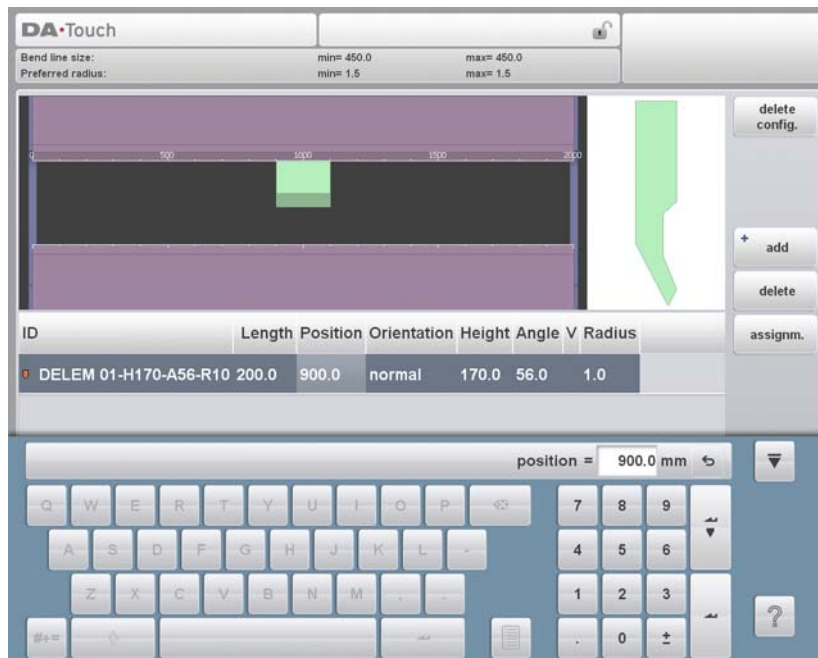 DA•Touch
Bend line size: min= 450.0 max= 450.0
Preferred radius: min= 1.5 max= 1.5
delete
config.
0 500 1000 1500 2000
+ add
delete
assignm.
ID Length Position Orientation Height Angle V Radius
DELEM 01-H170-A56-R10 200.0 900.0 normal 170.0 56.0 1.0
position = 900.0 mm
Q W E R T Y U I O P 7 8 9
A S D F G H J K L - 4 5 6
Z X C V B N M , . 1 2 3
#+= . 0 ± ?